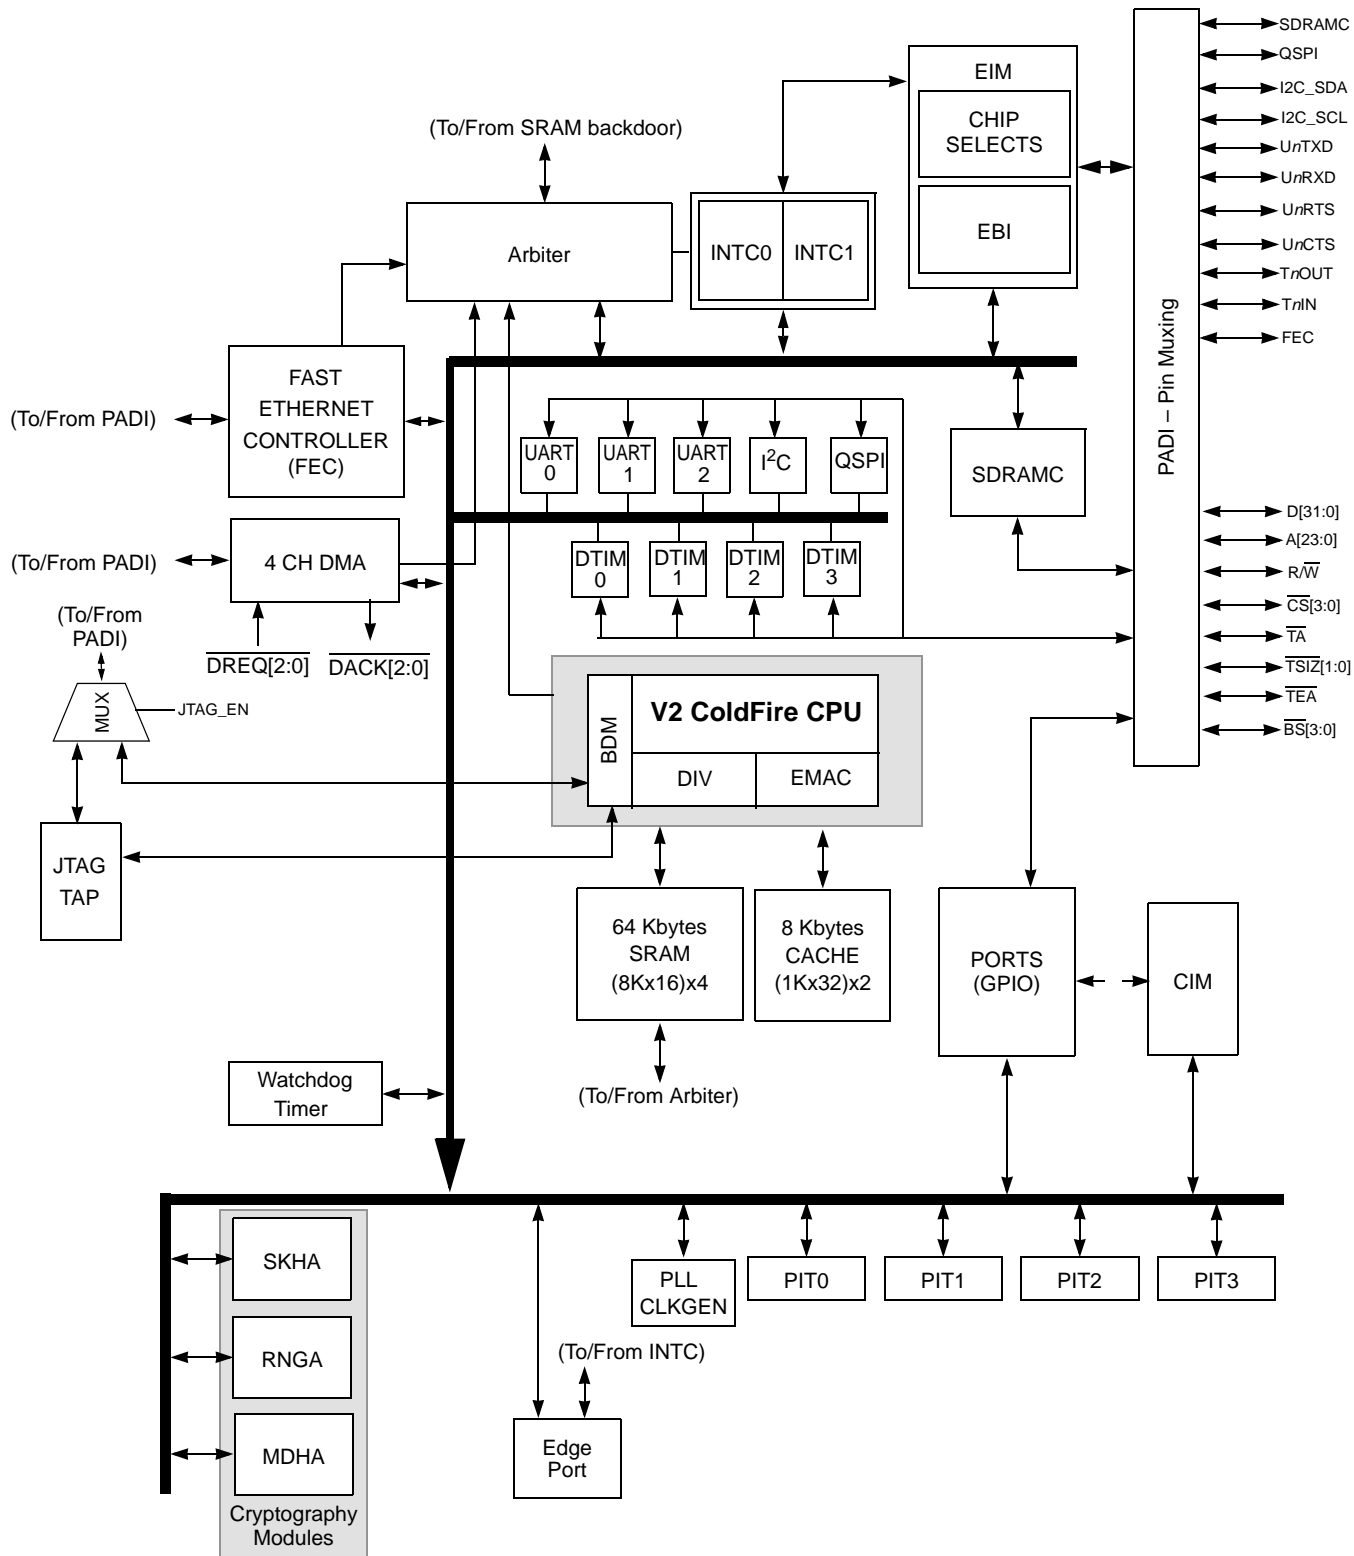 SDRAMC
QSPI
I2C_SDA
I2C_SCL
UnTXD
UnRXD
UnRTS
UnCTS
TnOUT
TnIN
FEC
PADI – Pin Muxing
D[31:0]
A[23:0]
R/W
CS[3:0]
TA
TSIZ[1:0]
TEA
BS[3:0]
EIM
CHIP
SELECTS
EBI
(To/From SRAM backdoor)
Arbiter
INTC0
INTC1
FAST
ETHERNET
CONTROLLER
(FEC)
(To/From PADI)
UART
0
UART
1
UART
2
I2C
QSPI
SDRAMC
DTIM
0
DTIM
1
DTIM
2
DTIM
3
4 CH DMA
(To/From PADI)
DREQ[2:0]
DACK[2:0]
(To/From
PADI)
MUX
JTAG_EN
BDM
V2 ColdFire CPU
DIV
EMAC
JTAG
TAP
64 Kbytes
SRAM
(8Kx16)x4
8 Kbytes
CACHE
(1Kx32)x2
(To/From Arbiter)
PORTS
(GPIO)
CIM
Watchdog
Timer
SKHA
RNGA
MDHA
Cryptography
Modules
PLL
CLKGEN
PIT0
PIT1
PIT2
PIT3
(To/From INTC)
Edge
Port